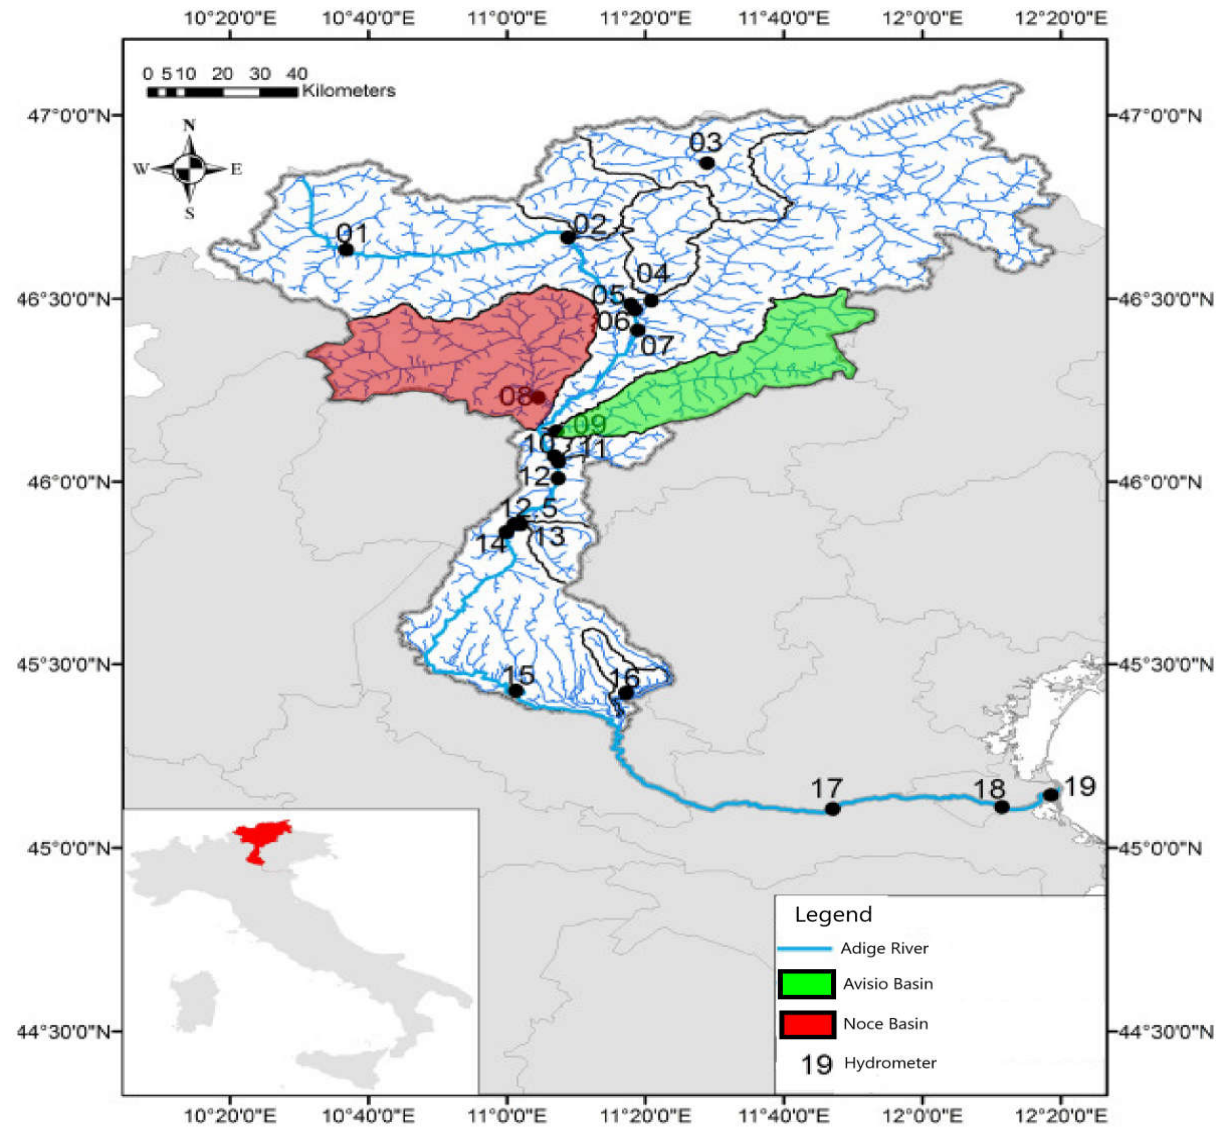 10°20'0"E 10°40'0"E 11°0'0"E 11°20'0"E 11°40'0"E 12°0'0"E 12°20'0"E
0 5 10 20 30 40
Kilometers
47°0'0"N 47°0'0"N
N
W E
S
03
02
01
04
46°30'0"N 46°30'0"N
05
06
07
08
09
10 11
12
46°0'0"N 46°0'0"N
12.5
13
14
45°30'0"N 45°30'0"N
15
16
17 18 19
45°0'0"N 45°0'0"N
Legend
Adige River
Avisio Basin
Noce Basin
19 Hydrometer
44°30'0"N 44°30'0"N
10°20'0"E 10°40'0"E 11°0'0"E 11°20'0"E 11°40'0"E 12°0'0"E 12°20'0"E